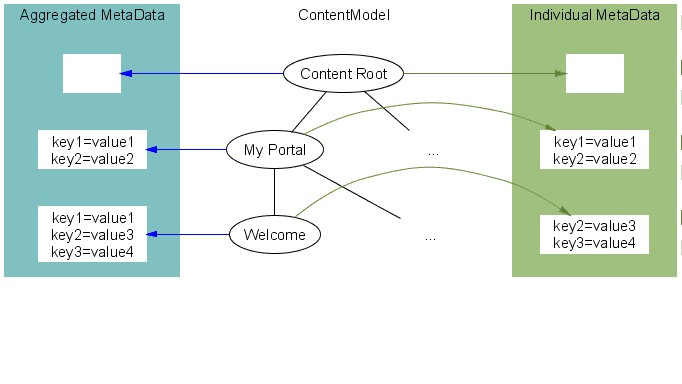 Aggregated MetaData
ContentModel
Individual MetaData
Content Root
key1=value1
key2=value2
My Portal
...
key1=value1
key2=value2
key1=value1
key2=value3
key3=value4
Welcome
...
key2=value3
key3=value4